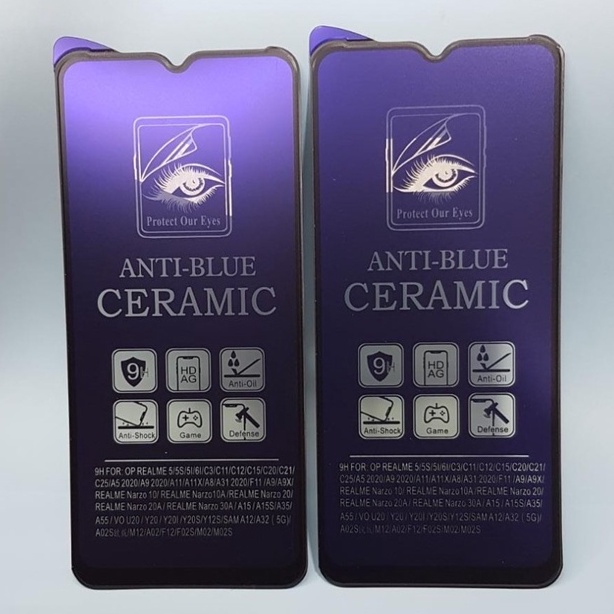 Protect Our Eyes
ANTI-BLUE
CERAMIC
9H
HD
AG
Anti-Oil
Anti-Shock
Game
Defense
9H FOR: OP REALME 5/5S/5I/6I/C3/C11/C12/C15/C20/C21/
C25/A5 2020/A9 2020/A11/A11X/A8/A31 2020/F11 /A9/A9X/
REALME Narzo 10/ REALME Narzo10A /REALME Narzo 20/
REALME Narzo 20A / REALME Narzo 30A / A15 / A15S/A35/
A55 / VO U20 / Y20 / Y20I /Y20S/Y12S/SAM A12/A32 ( 5G)/
/M12/A02/F12/F02S/M02/M02S
Protect Our Eyes
ANTI-BLUE
CERAMIC
9H
HD
AG
Anti-Oil
Anti-Shock
Game
Defense
9H FOR: OP REALME 5/5S/5I/6I/C3/C11/C12/C15/C20/C21/
C25/A5 2020/A9 2020/A11/A11X/A8/A31 2020/F11 /A9/A9X/
REALME Narzo 10/ REALME Narzo10A /REALME Narzo 20/
REALME Narzo 20A / REALME Narzo 30A / A15 / A15S/A35/
A55 / VO U20 / Y20 / Y20I /Y20S/Y12S/SAM A12/A32 ( 5G)/
/M12/A02/F12/F02S/M02/M02S